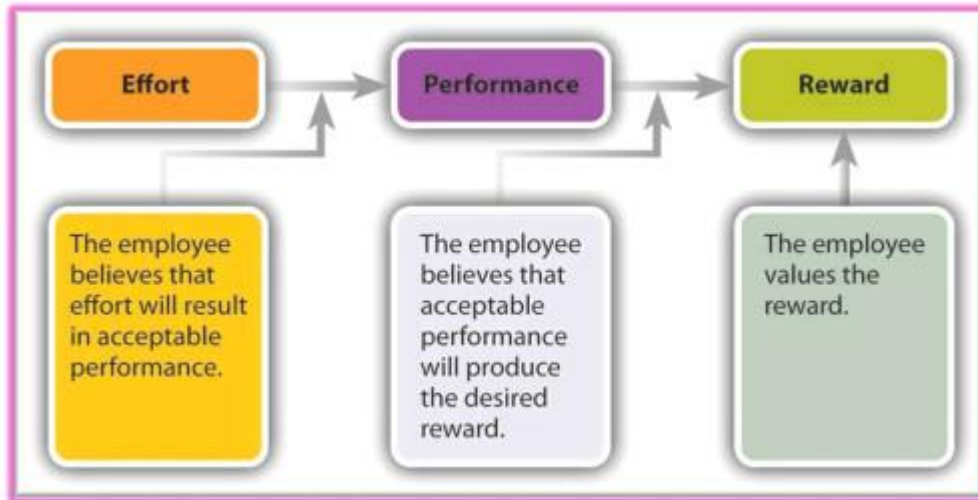 Effort
Performance
Reward
The employee
believes that
effort will result
in acceptable
performance.
The employee
believes that
acceptable
performance
will produce
the desired
reward.
The employee
values the
reward.